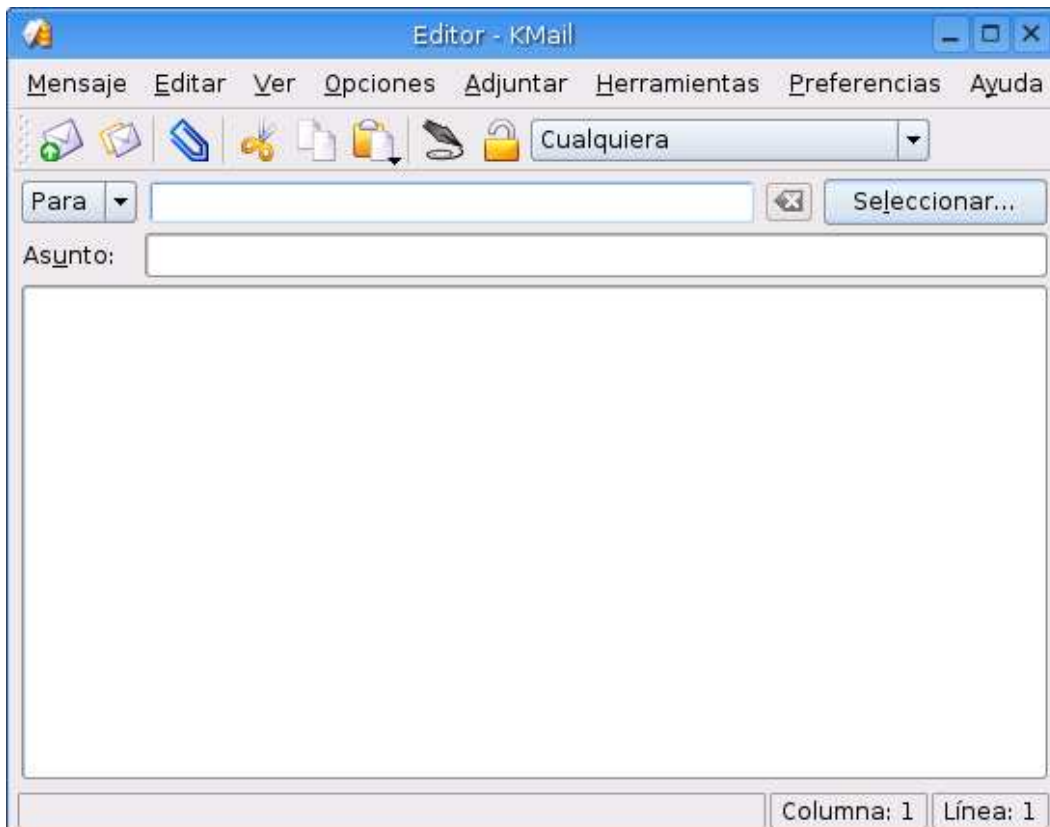 Editor - KMail
Mensaje Editar Ver Opciones Adjuntar Herramientas Preferencias Ayuda
Cualquiera
Para Seleccionar...
Asunto:
Columna: 1 Línea: 1